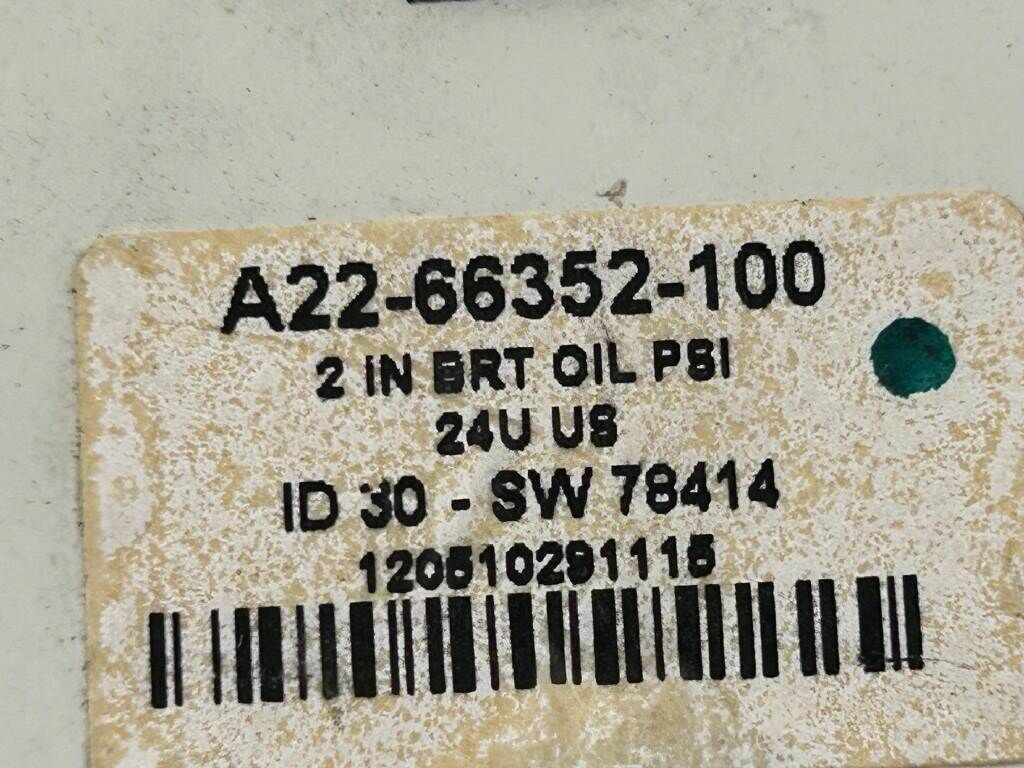 A22-66352-100
2 IN BRT OIL PSI
24U US
ID 30 - SW 78414
120510291115